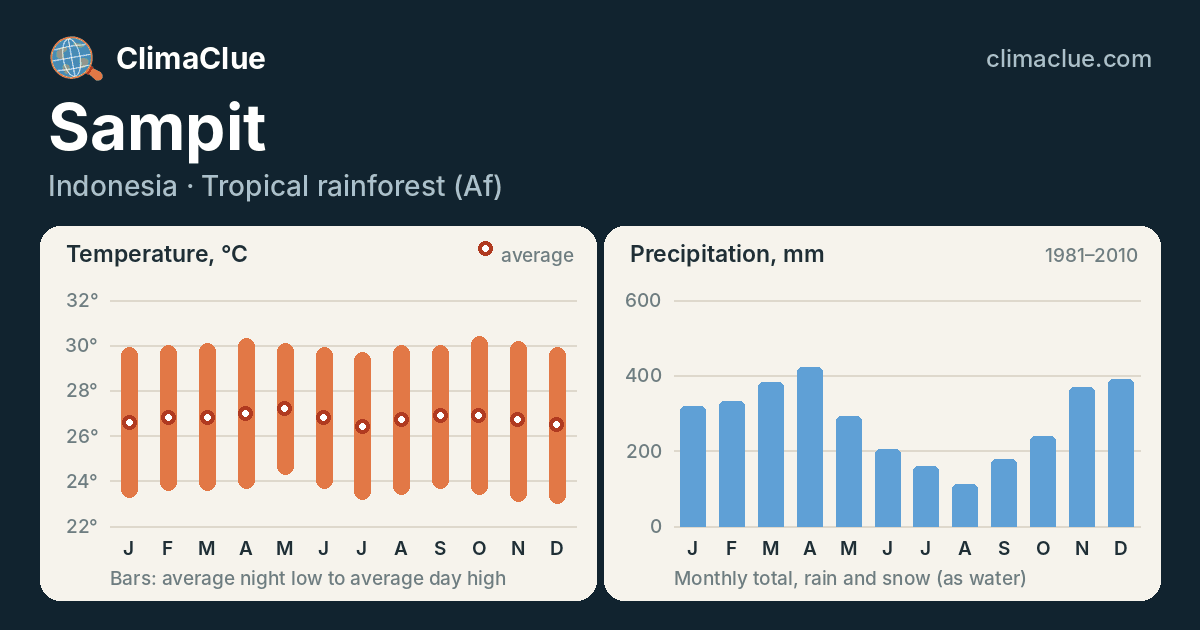 ClimaClue
climaclue.com
Sampit
Indonesia · Tropical rainforest (Af)
Temperature, °C
average
32°
30°
28°
26°
24°
22°
J F M A M J J A S O N D
Bars: average night low to average day high
Precipitation, mm
1981–2010
600
400
200
0
J F M A M J J A S O N D
Monthly total, rain and snow (as water)